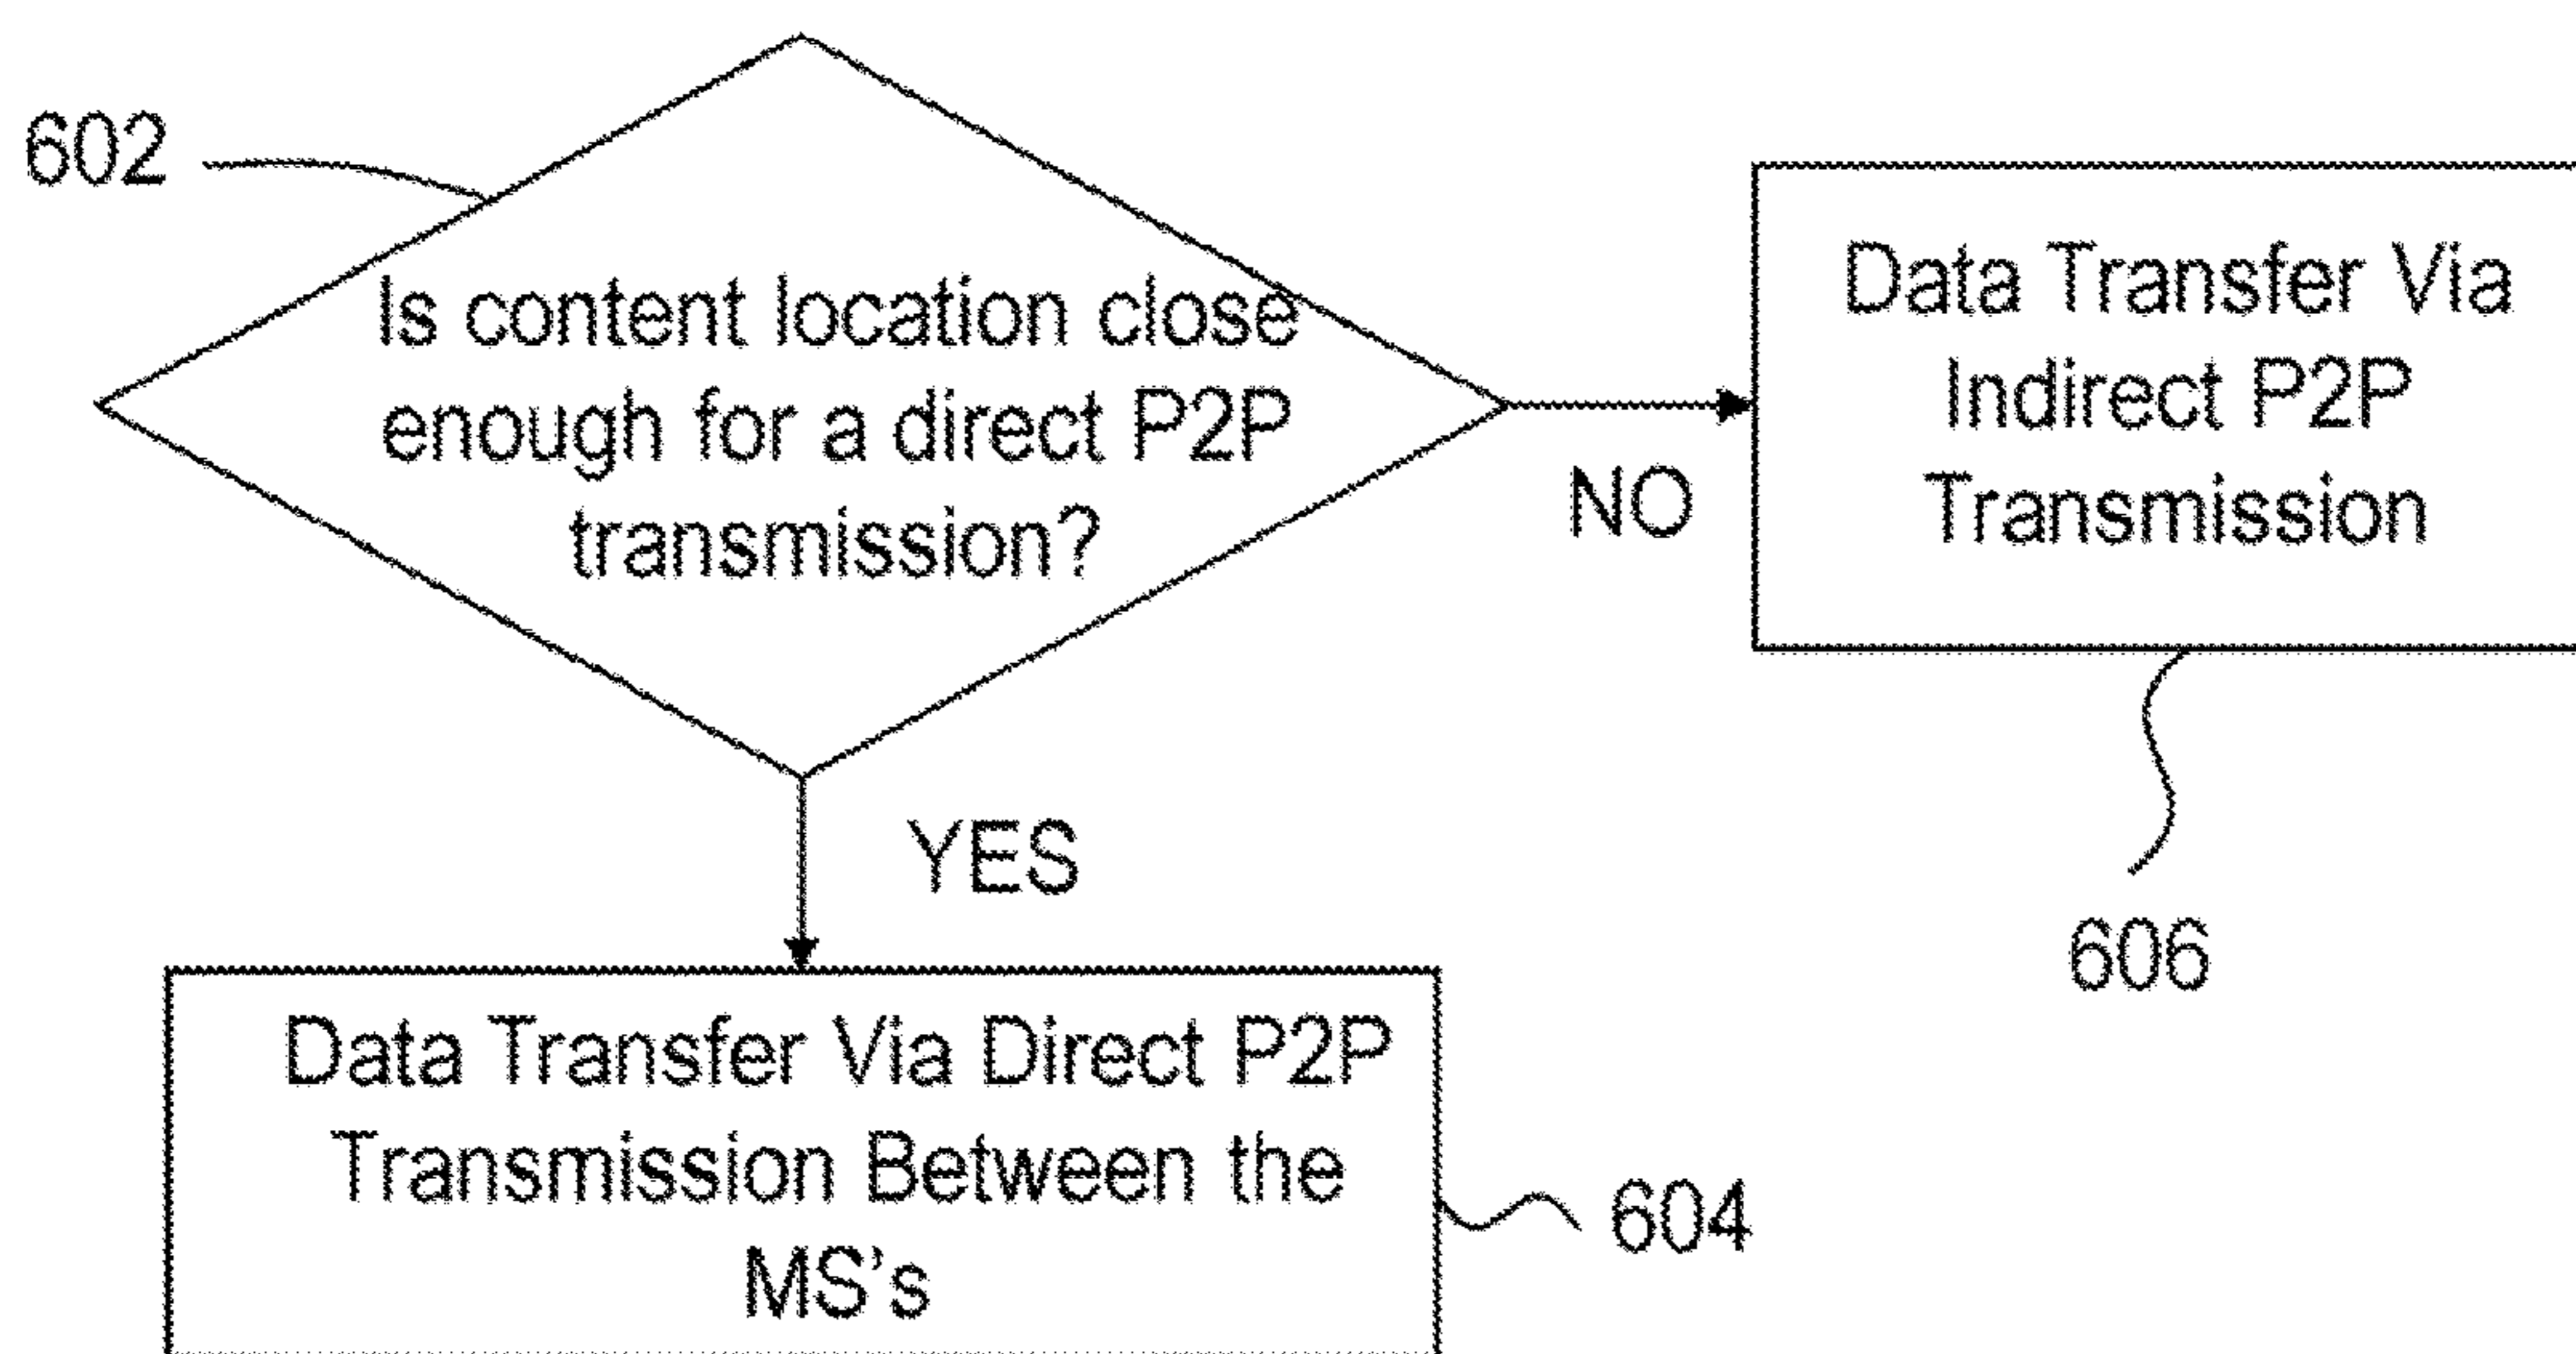 602
Is content location close
enough for a direct P2P
transmission?
NO
Data Transfer Via
Indirect P2P
Transmission
606
YES
Data Transfer Via Direct P2P
Transmission Between the
MS's
604